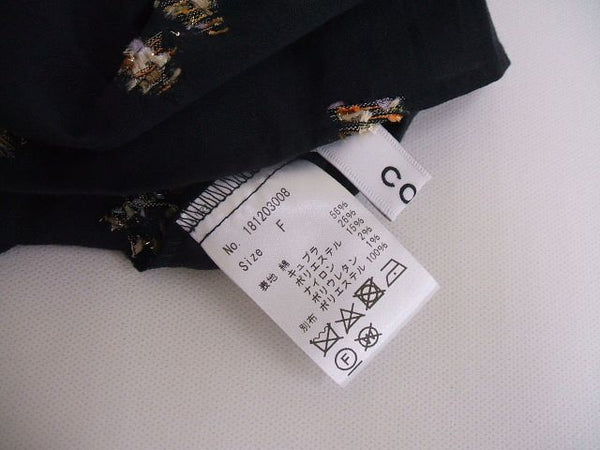 CO
No. 181203008
Size F
表地 綿 56%
キュプラ 26%
ポリエステル 15%
ナイロン 2%
ポリウレタン 1%
別布 ポリエステル 100%
F